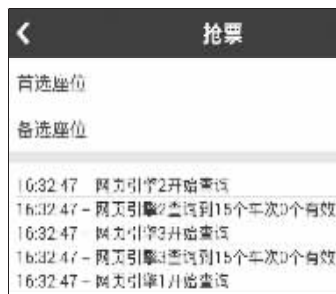 抢票
首选座位
备选座位
16:32:47 - 网页引擎2开始查询
16:32:47 - 网页引擎2查询到15个车次0个有效
16:32:47 - 网页引擎3开始查询
16:32:47 - 网页引擎3查询到15个车次0个有效
16:32:47 - 网页引擎1开始查询